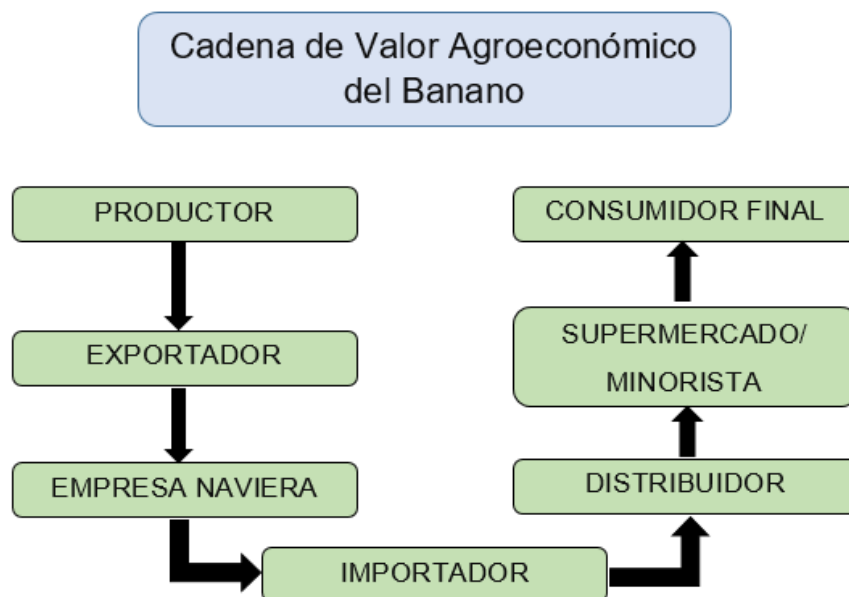 Cadena de Valor Agroeconómico
del Banano
PRODUCTOR
EXPORTADOR
EMPRESA NAVIERA
IMPORTADOR
DISTRIBUIDOR
SUPERMERCADO/
MINORISTA
CONSUMIDOR FINAL